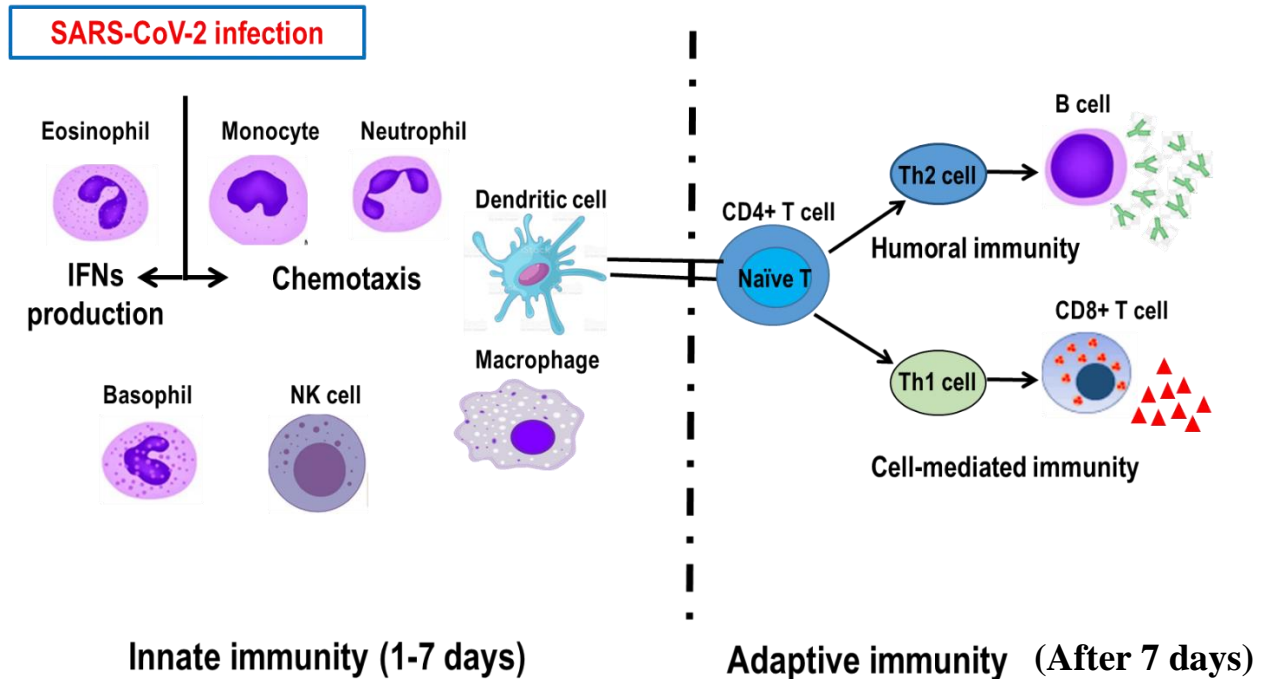 SARS-CoV-2 infection
Eosinophil
Monocyte
Neutrophil
IFNs
production
Chemotaxis
Dendritic cell
Basophil
NK cell
Macrophage
Innate immunity (1-7 days)
CD4+ T cell
Naïve T
Th2 cell
B cell
Humoral immunity
Th1 cell
CD8+ T cell
Cell-mediated immunity
Adaptive immunity (After 7 days)